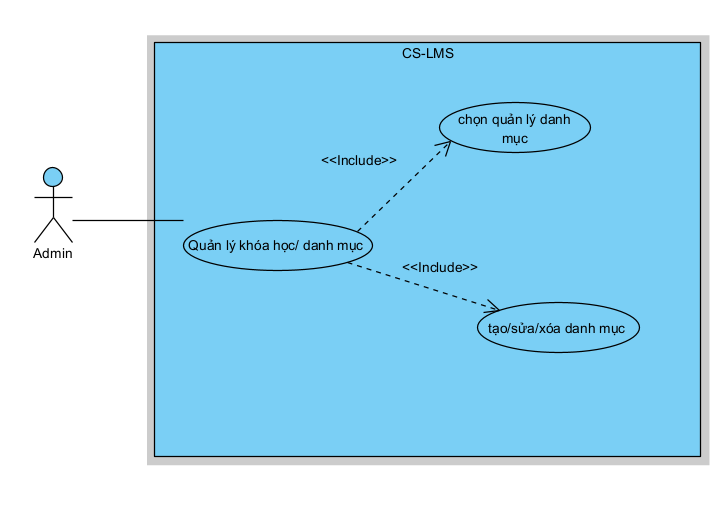 CS-LMS
chọn quản lý danh
mục
<<Include>>
Admin
Quản lý khóa học/ danh mục
<<Include>>
tạo/sửa/xóa danh mục